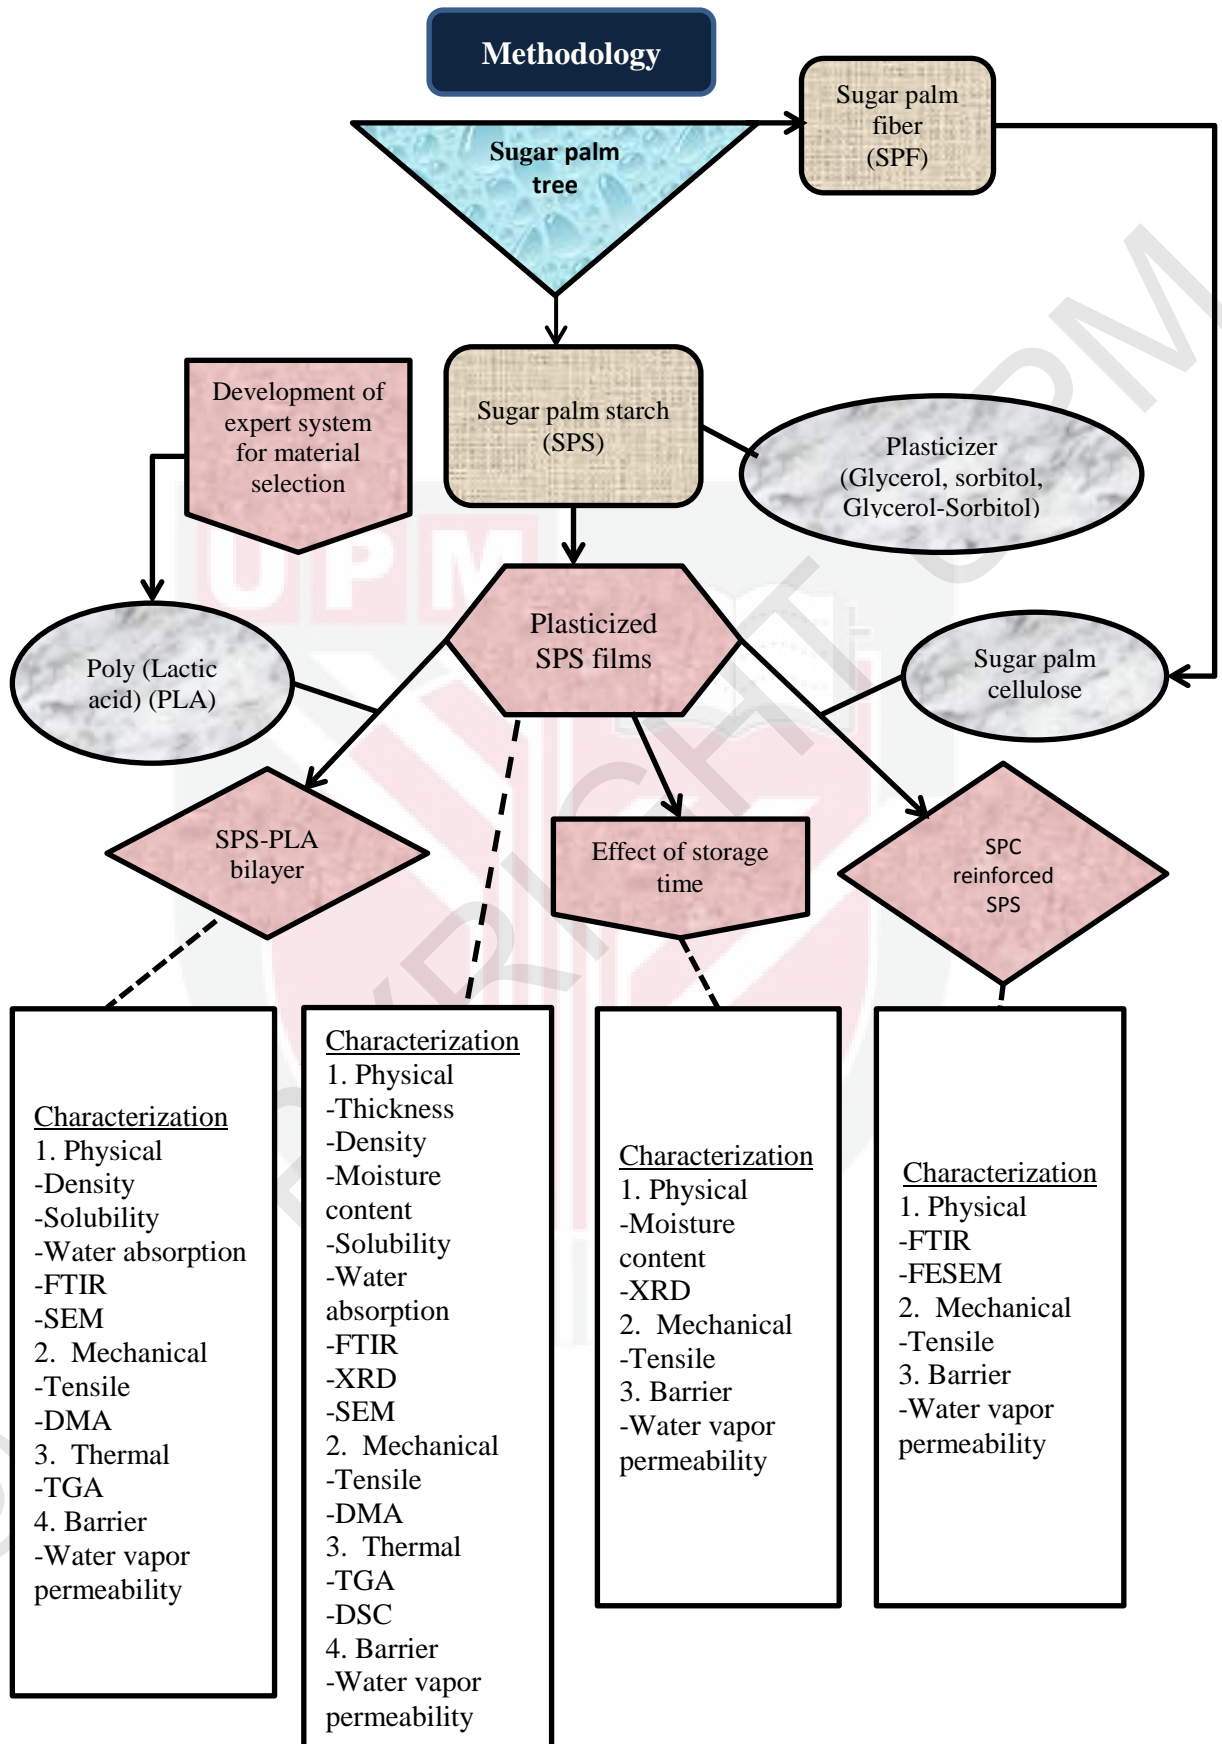 Methodology
Sugar palm
fiber
(SPF)
Sugar palm
tree
Development of
expert system
for material
selection
Sugar palm starch
(SPS)
Plasticizer
(Glycerol, sorbitol,
Glycerol-Sorbitol)
UPM
Poly (Lactic
acid) (PLA)
Plasticized
SPS films
Sugar palm
cellulose
SPS-PLA
bilayer
Effect of storage
time
SPC
reinforced
SPS
Characterization
1. Physical
-Density
-Solubility
-Water absorption
-FTIR
-SEM
2. Mechanical
-Tensile
-DMA
3. Thermal
-TGA
4. Barrier
-Water vapor
permeability
Characterization
1. Physical
-Thickness
-Density
-Moisture
content
-Solubility
-Water
absorption
-FTIR
-XRD
-SEM
2. Mechanical
-Tensile
-DMA
3. Thermal
-TGA
-DSC
4. Barrier
-Water vapor
permeability
Characterization
1. Physical
-Moisture
content
-XRD
2. Mechanical
-Tensile
3. Barrier
-Water vapor
permeability
Characterization
1. Physical
-FTIR
-FESEM
2. Mechanical
-Tensile
3. Barrier
-Water vapor
permeability
COPYRIGHT UPM